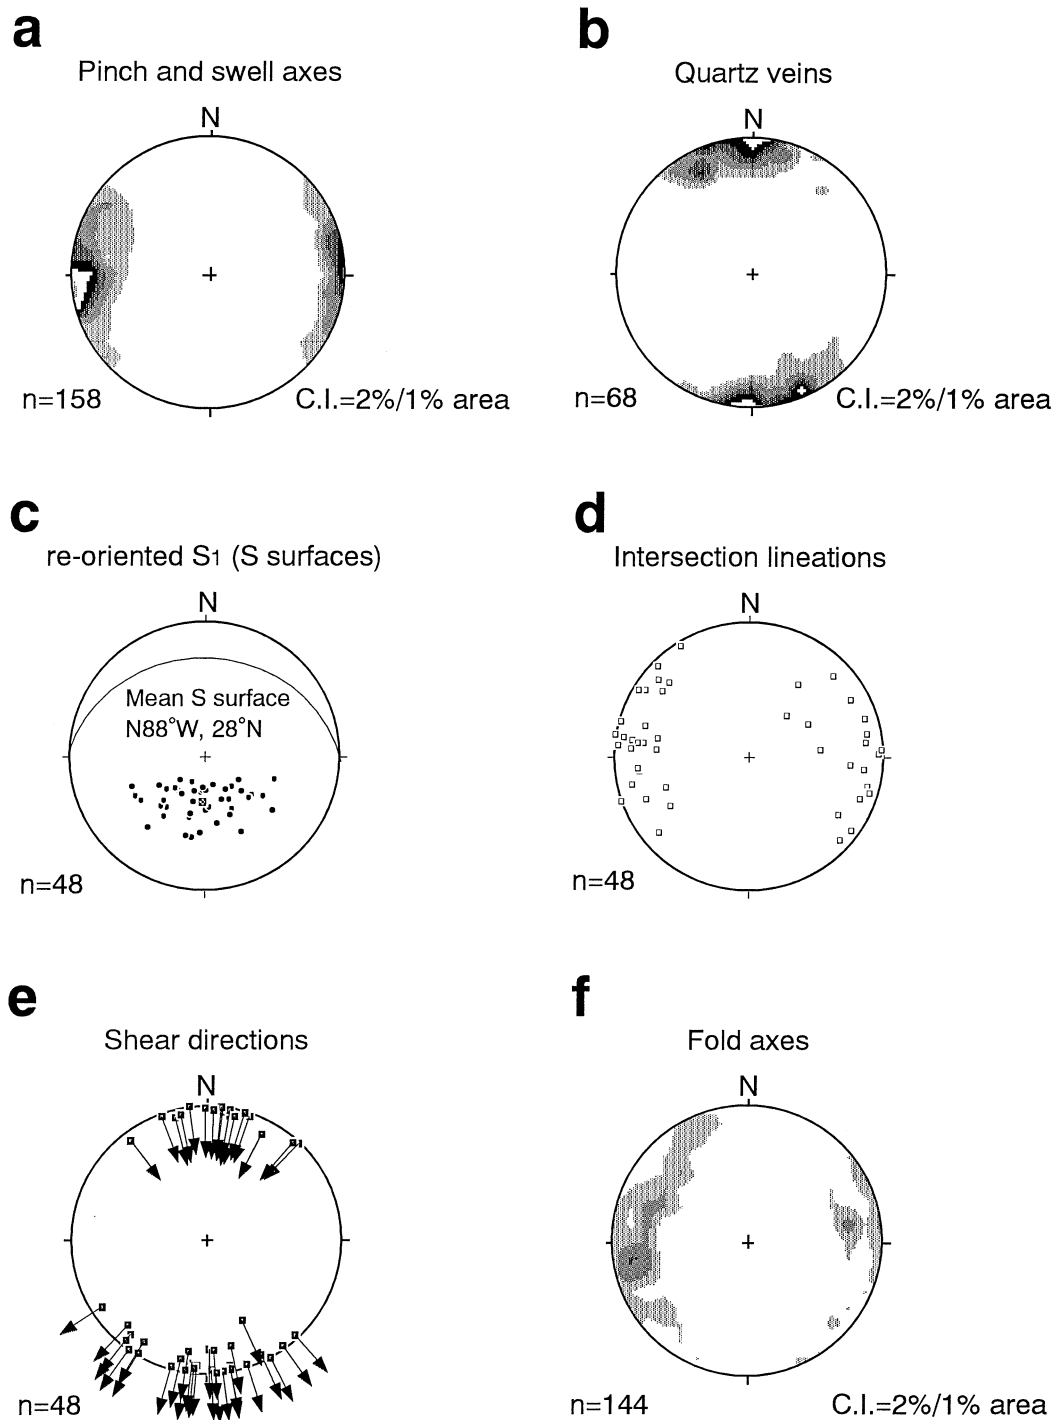 a
Pinch and swell axes
N
n=158
C.I.=2%/1% area
b
Quartz veins
N
n=68
C.I.=2%/1% area
c
re-oriented S1 (S surfaces)
N
Mean S surface
N88°W, 28°N
n=48
d
Intersection lineations
N
n=48
e
Shear directions
N
n=48
f
Fold axes
N
n=144
C.I.=2%/1% area